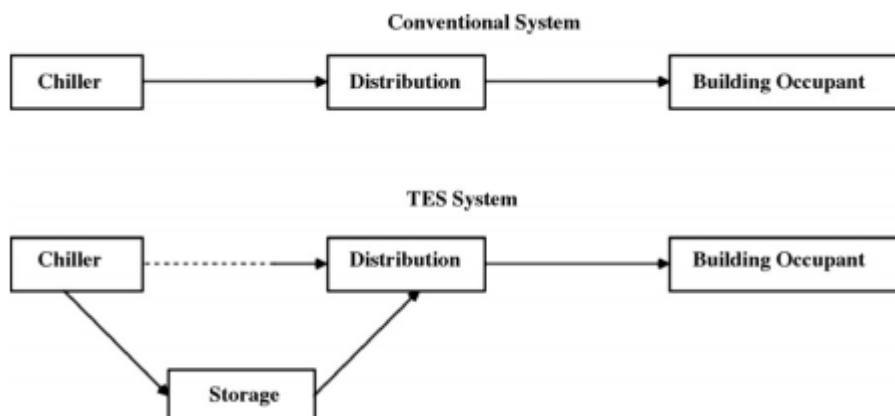 Conventional System
Chiller
Distribution
Building Occupant
TES System
Chiller
Distribution
Building Occupant
Storage